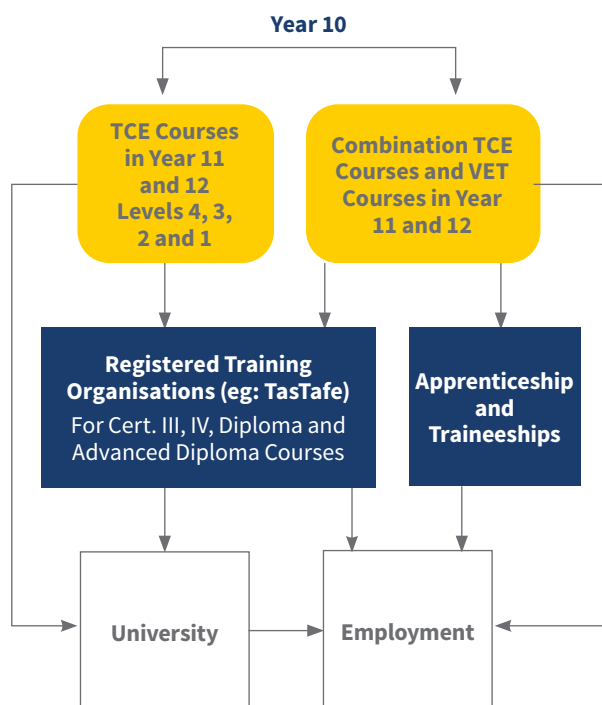 Year 10
TCE Courses
in Year 11
and 12
Levels 4, 3,
2 and 1
Combination TCE
Courses and VET
Courses in Year
11 and 12
Registered Training
Organisations (eg: TasTafe)
For Cert. III, IV, Diploma and
Advanced Diploma Courses
Apprenticeship
and
Traineeships
University
Employment